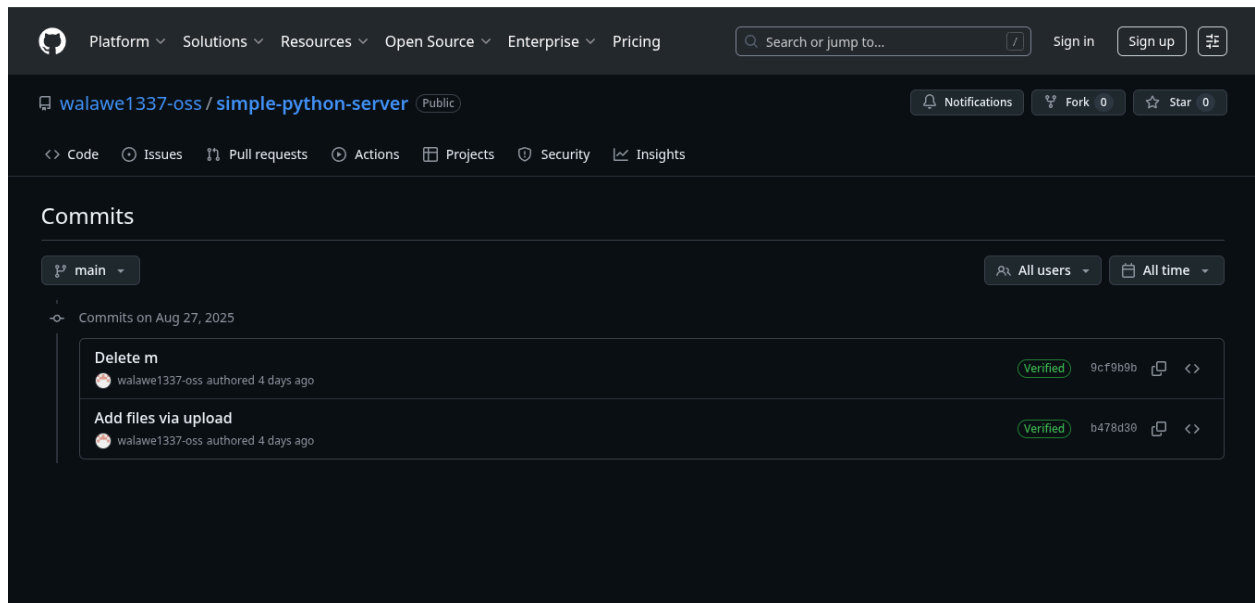 Platform Solutions Resources Open Source Enterprise Pricing Search or jump to... / Sign in Sign up
walawe1337-oss / simple-python-server Public Notifications Fork 0 Star 0
Code Issues Pull requests Actions Projects Security Insights
Commits
main All users All time
Commits on Aug 27, 2025
Delete m
walawe1337-oss authored 4 days ago Verified 9cf9b9b
Add files via upload
walawe1337-oss authored 4 days ago Verified b478d30